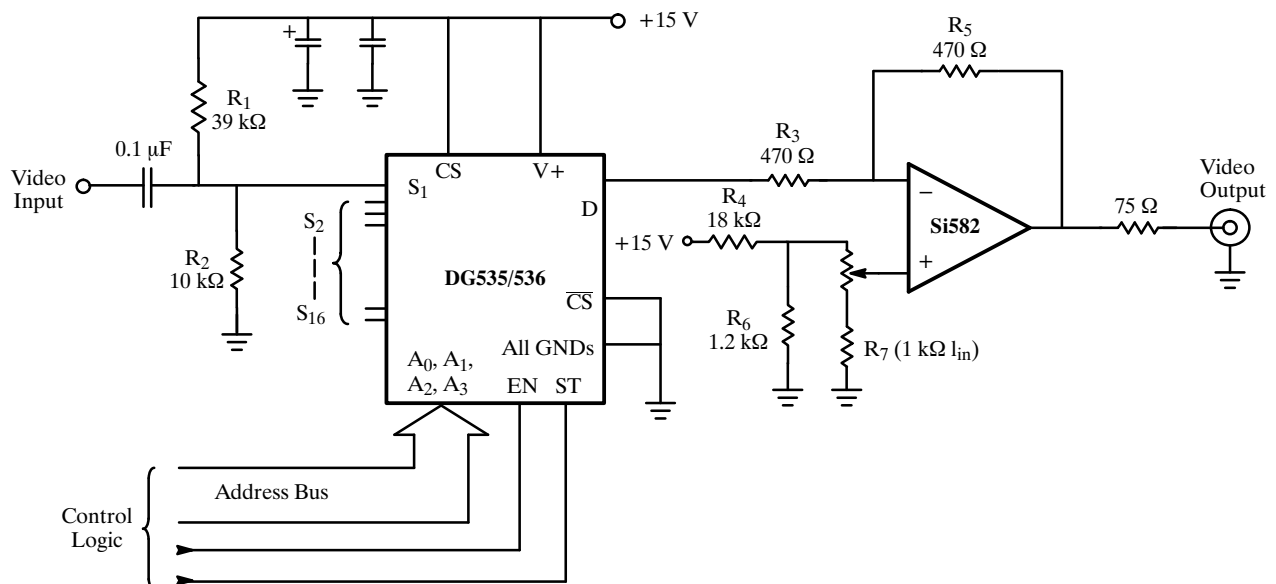 +15 V
R5
470 Ω
+
R1
39 kΩ
R3
470 Ω
0.1 µF
CS
V+
Video
Input
Video
Output
S1
D
−
R4
18 kΩ
75 Ω
S2
Si582
+15 V
+
R2
10 kΩ
DG535/536
S16
CS
R6
1.2 kΩ
All GNDs
R7 (1 kΩ lin)
A0, A1,
A2, A3
EN
ST
Address Bus
Control
Logic